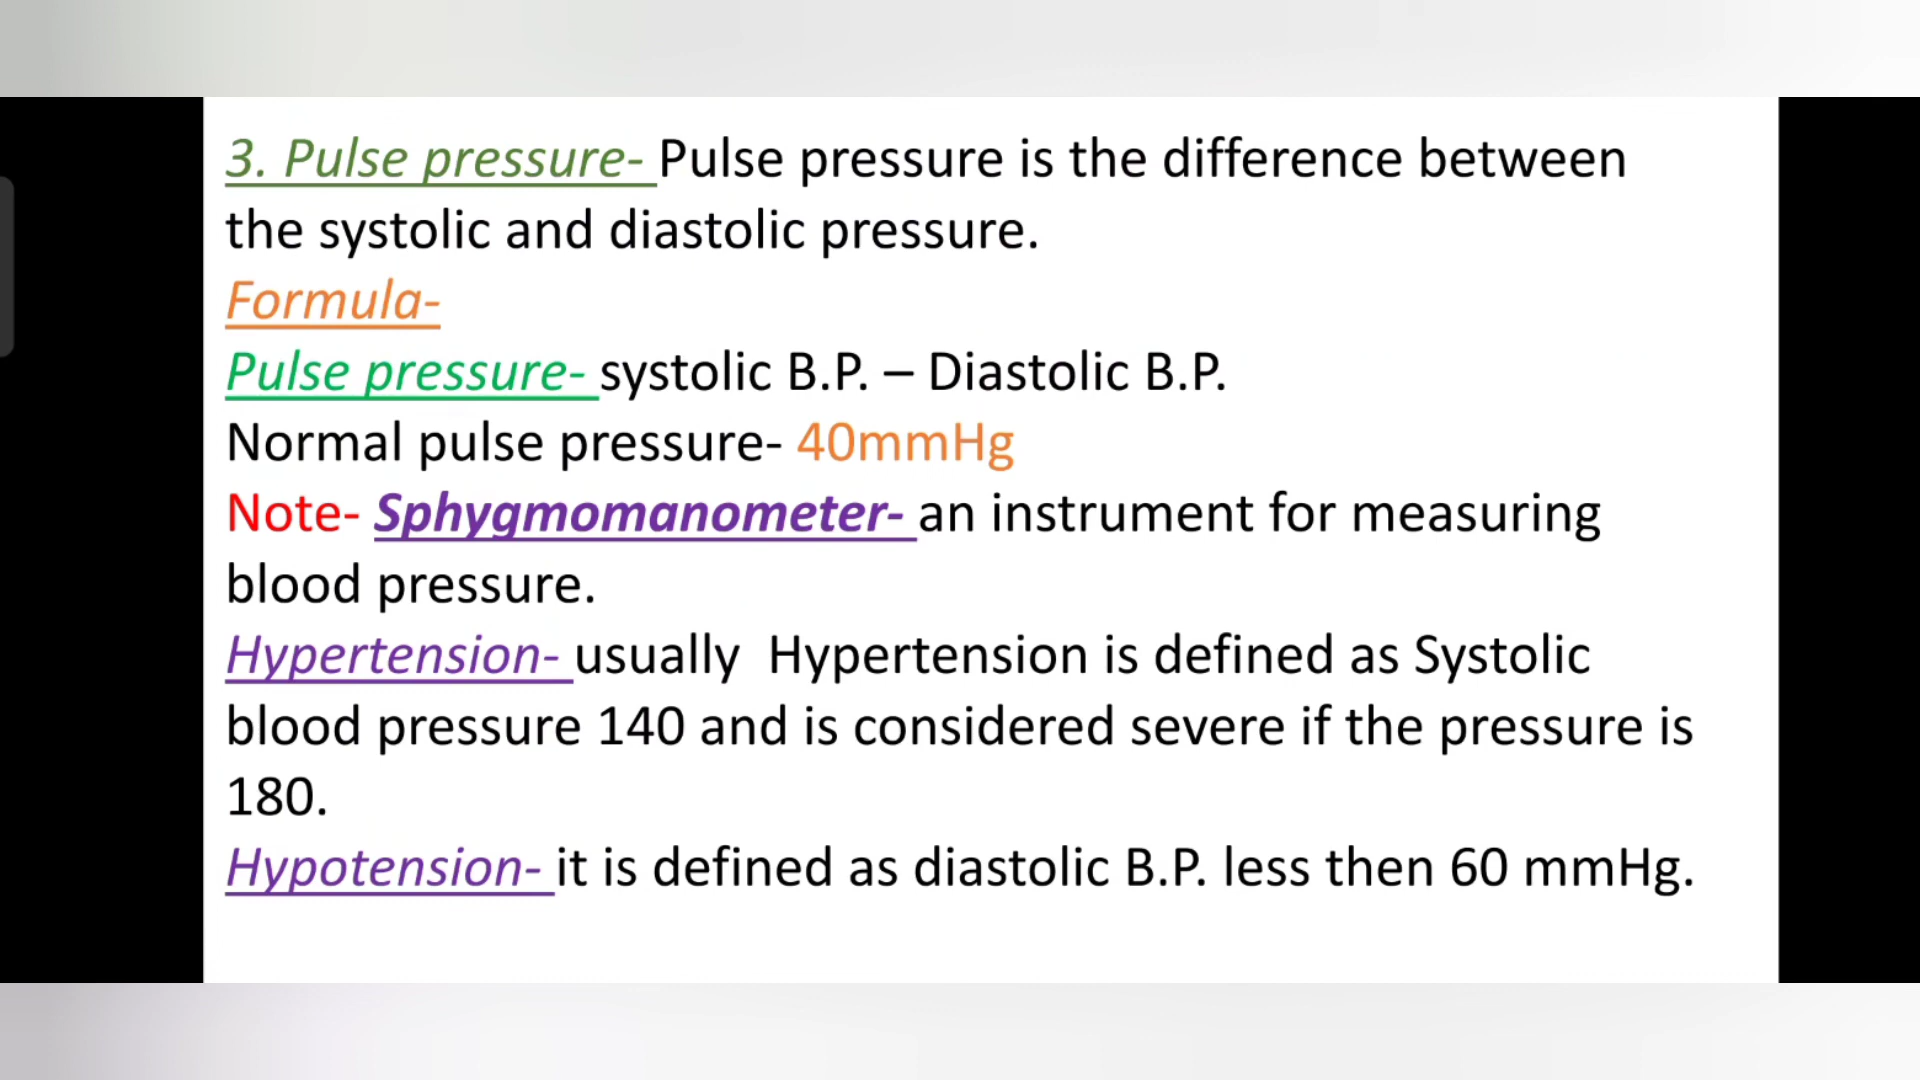 3. Pulse pressure- Pulse pressure is the difference between
the systolic and diastolic pressure.
Formula-
Pulse pressure- systolic B.P. – Diastolic B.P.
Normal pulse pressure- 40mmHg
Note- Sphygmomanometer- an instrument for measuring
blood pressure.
Hypertension- usually  Hypertension is defined as Systolic
blood pressure 140 and is considered severe if the pressure is
180.
Hypotension- it is defined as diastolic B.P. less then 60 mmHg.